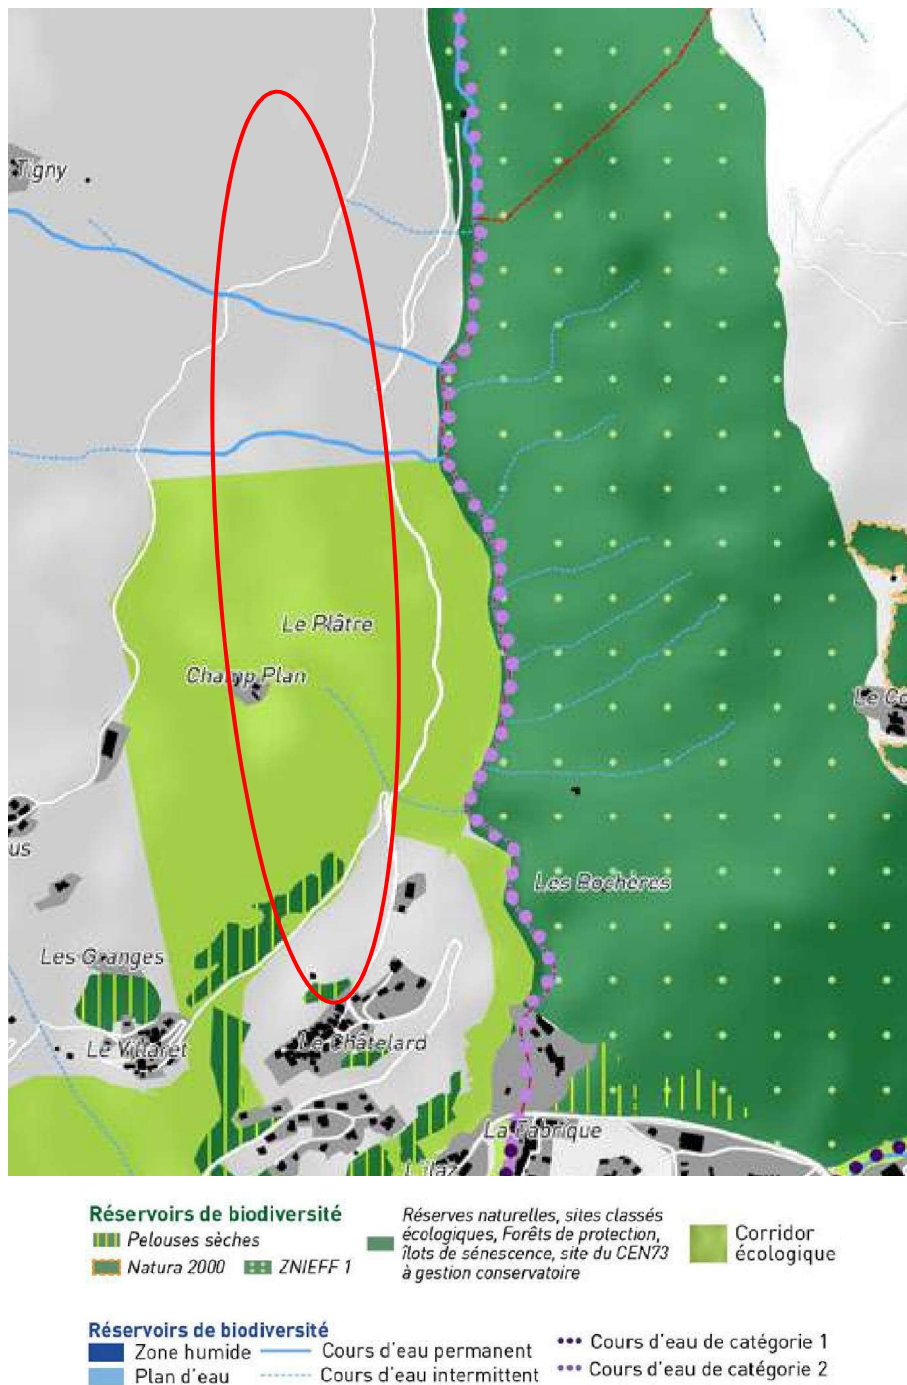 Tigny
Le Plâtre
Champ Plan
us
Les Bochères
Les Granges
Le Villaret
Le Châtelard
La Fabrique
Réservoirs de biodiversité
Pelouses sèches
Natura 2000
ZNIEFF 1
Réserves naturelles, sites classés
écologiques, Forêts de protection,
îlots de sénescence, site du CEN73
à gestion conservatoire
Corridor
écologique
Réservoirs de biodiversité
Zone humide
Plan d'eau
Cours d'eau permanent
Cours d'eau intermittent
Cours d'eau de catégorie 1
Cours d'eau de catégorie 2